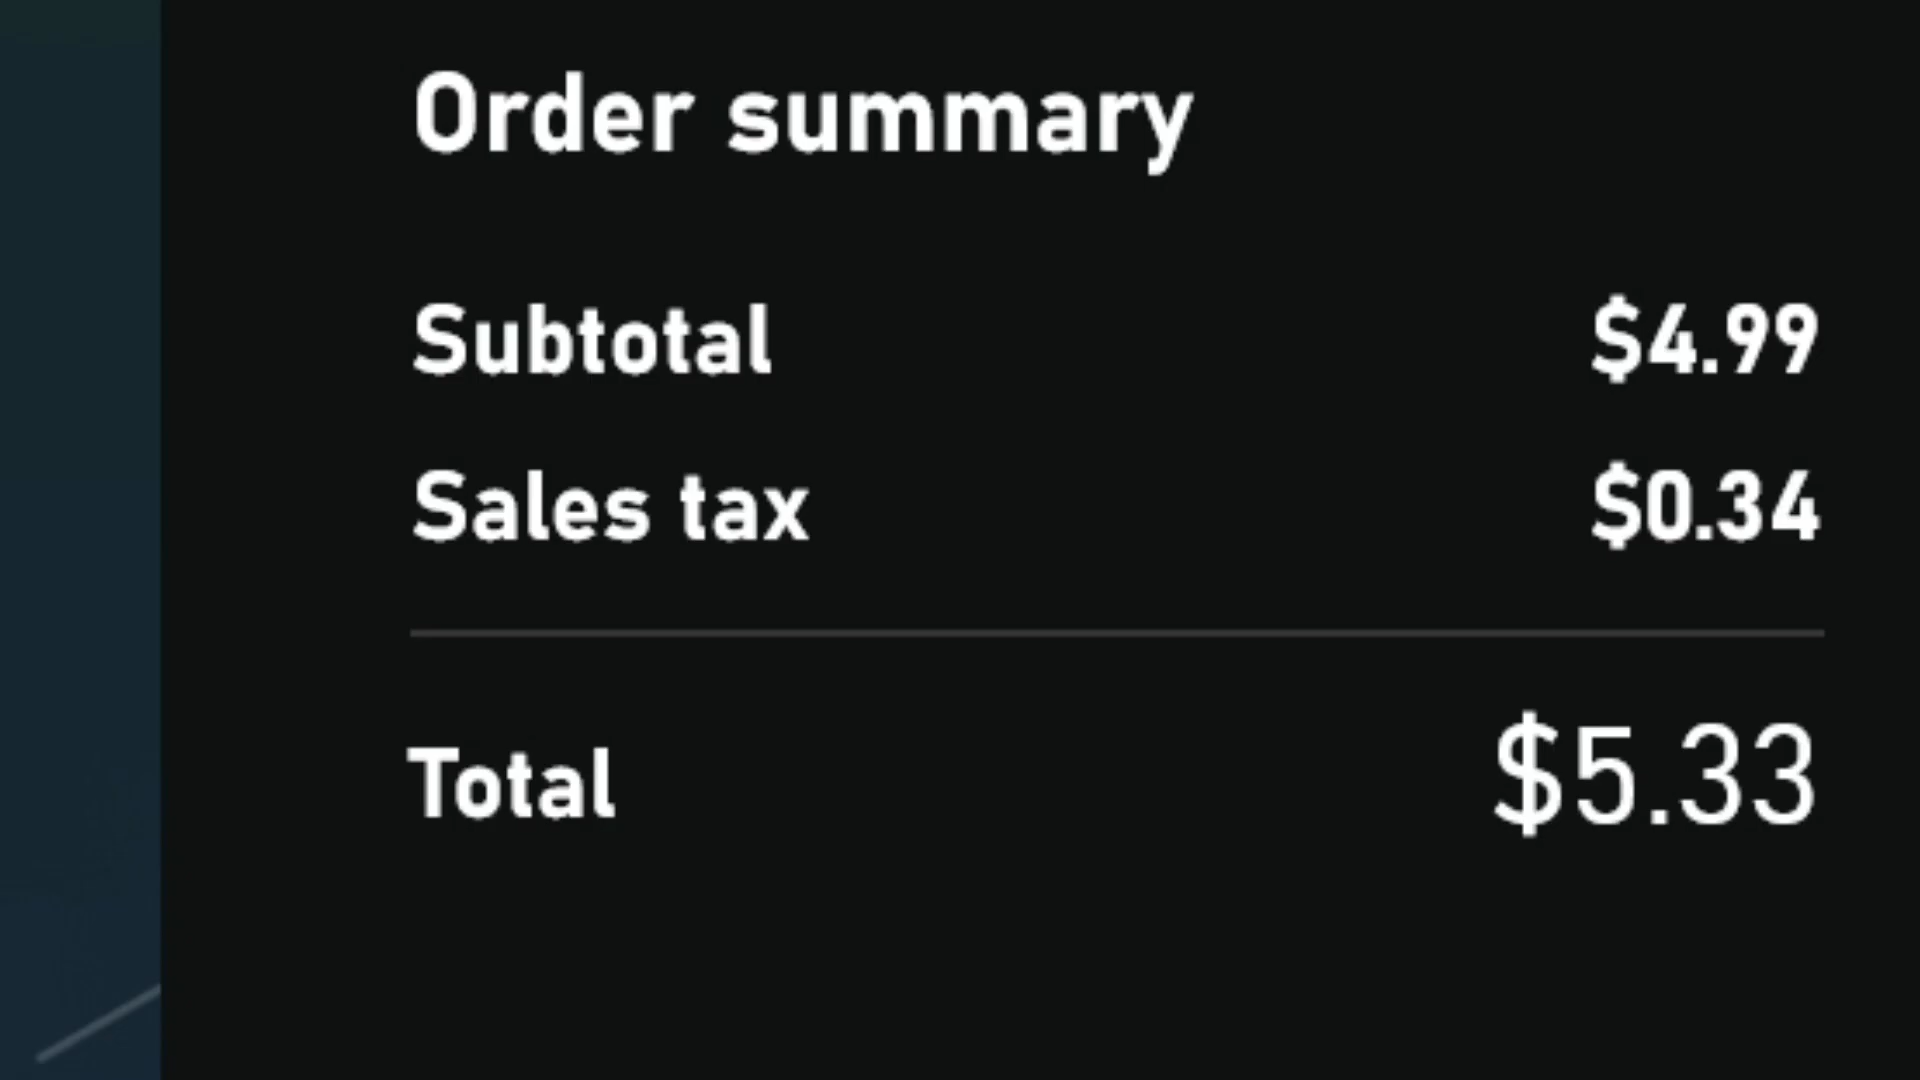 Order summary
Subtotal $4.99
Sales tax $0.34
Total $5.33